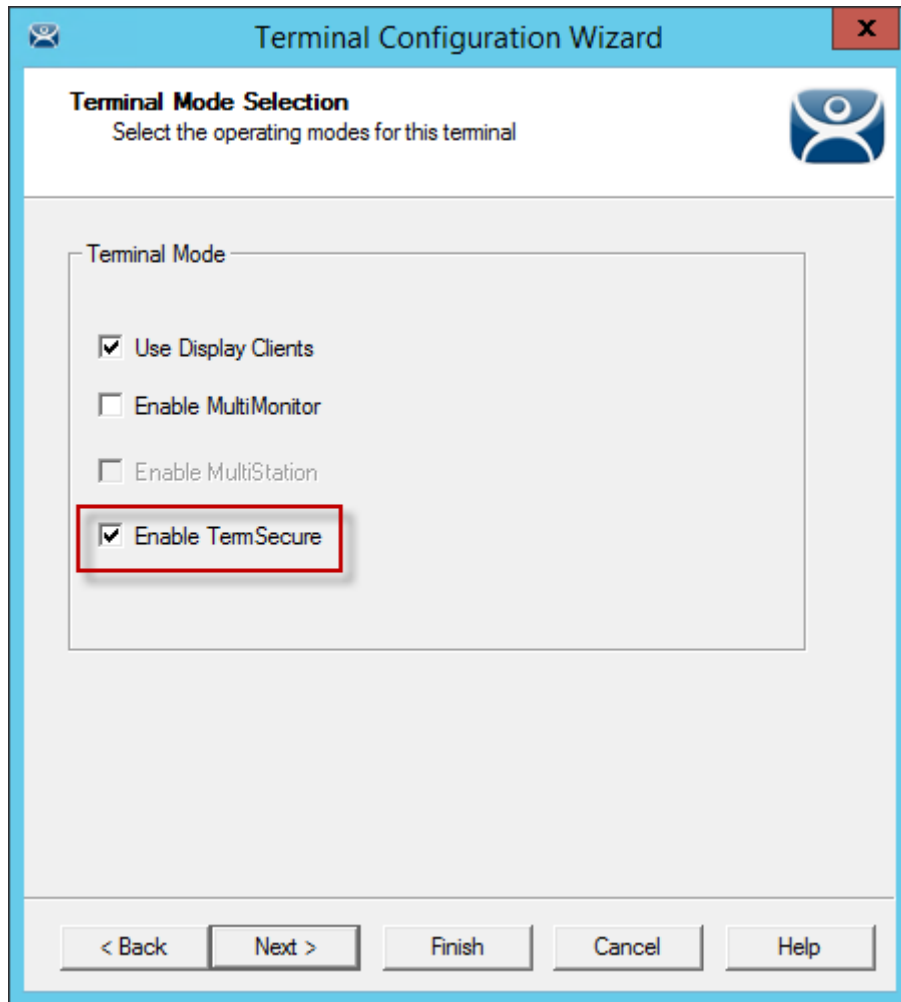 Terminal Configuration Wizard
x
Terminal Mode Selection
Select the operating modes for this terminal
Terminal Mode
Use Display Clients
Enable MultiMonitor
Enable MultiStation
Enable TermSecure
< Back Next > Finish Cancel Help